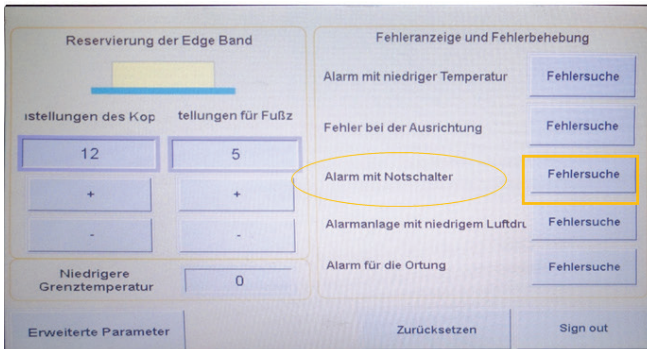 Reservierung der Edge Band
ıstellungen des Kop
tellungen für Fußz
12
5
+
+
-
-
Niedrigere
Grenztemperatur
0
Fehleranzeige und Fehlerbehebung
Alarm mit niedriger Temperatur
Fehlersuche
Fehler bei der Ausrichtung
Fehlersuche
Alarm mit Notschalter
Fehlersuche
Alarmanlage mit niedrigem Luftdru
Fehlersuche
Alarm für die Ortung
Fehlersuche
Erweiterte Parameter
Zurücksetzen
Sign out